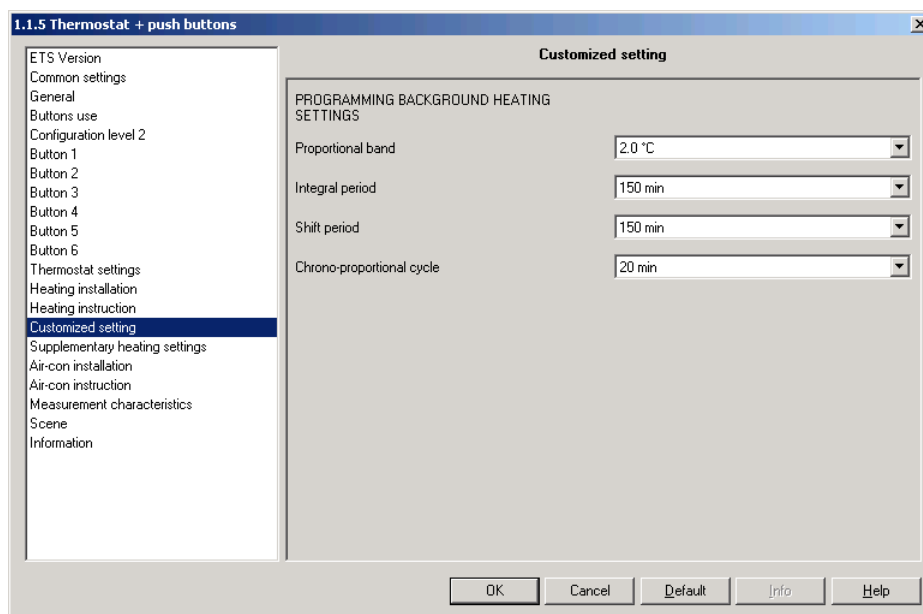 1.1.5 Thermostat + push buttons
ETS Version
Common settings
General
Buttons use
Configuration level 2
Button 1
Button 2
Button 3
Button 4
Button 5
Button 6
Thermostat settings
Heating installation
Heating instruction
Customized setting
Supplementary heating settings
Air-con installation
Air-con instruction
Measurement characteristics
Scene
Information
Customized setting
PROGRAMMING BACKGROUND HEATING
SETTINGS
Proportional band 2.0 °C
Integral period 150 min
Shift period 150 min
Chrono-proportional cycle 20 min
OK Cancel Default Info Help